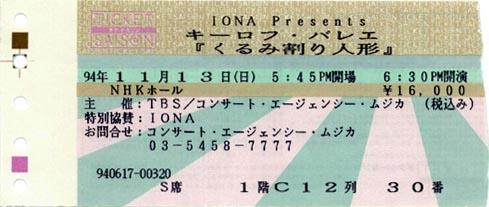 TICKET
SAISON
IONA Presents
キーロフ・バレエ
『くるみ割り人形』
94年11月13日(日) 5:45PM開場 6:30PM開演
NHKホール ¥16,000
主 催:TBS/コンサート・エージェンシー・ムジカ (税込み)
特別協賛:IONA
お問合せ:コンサート・エージェンシー・ムジカ
03-5458-7777
940617-00320
S席 1階C12列 30番